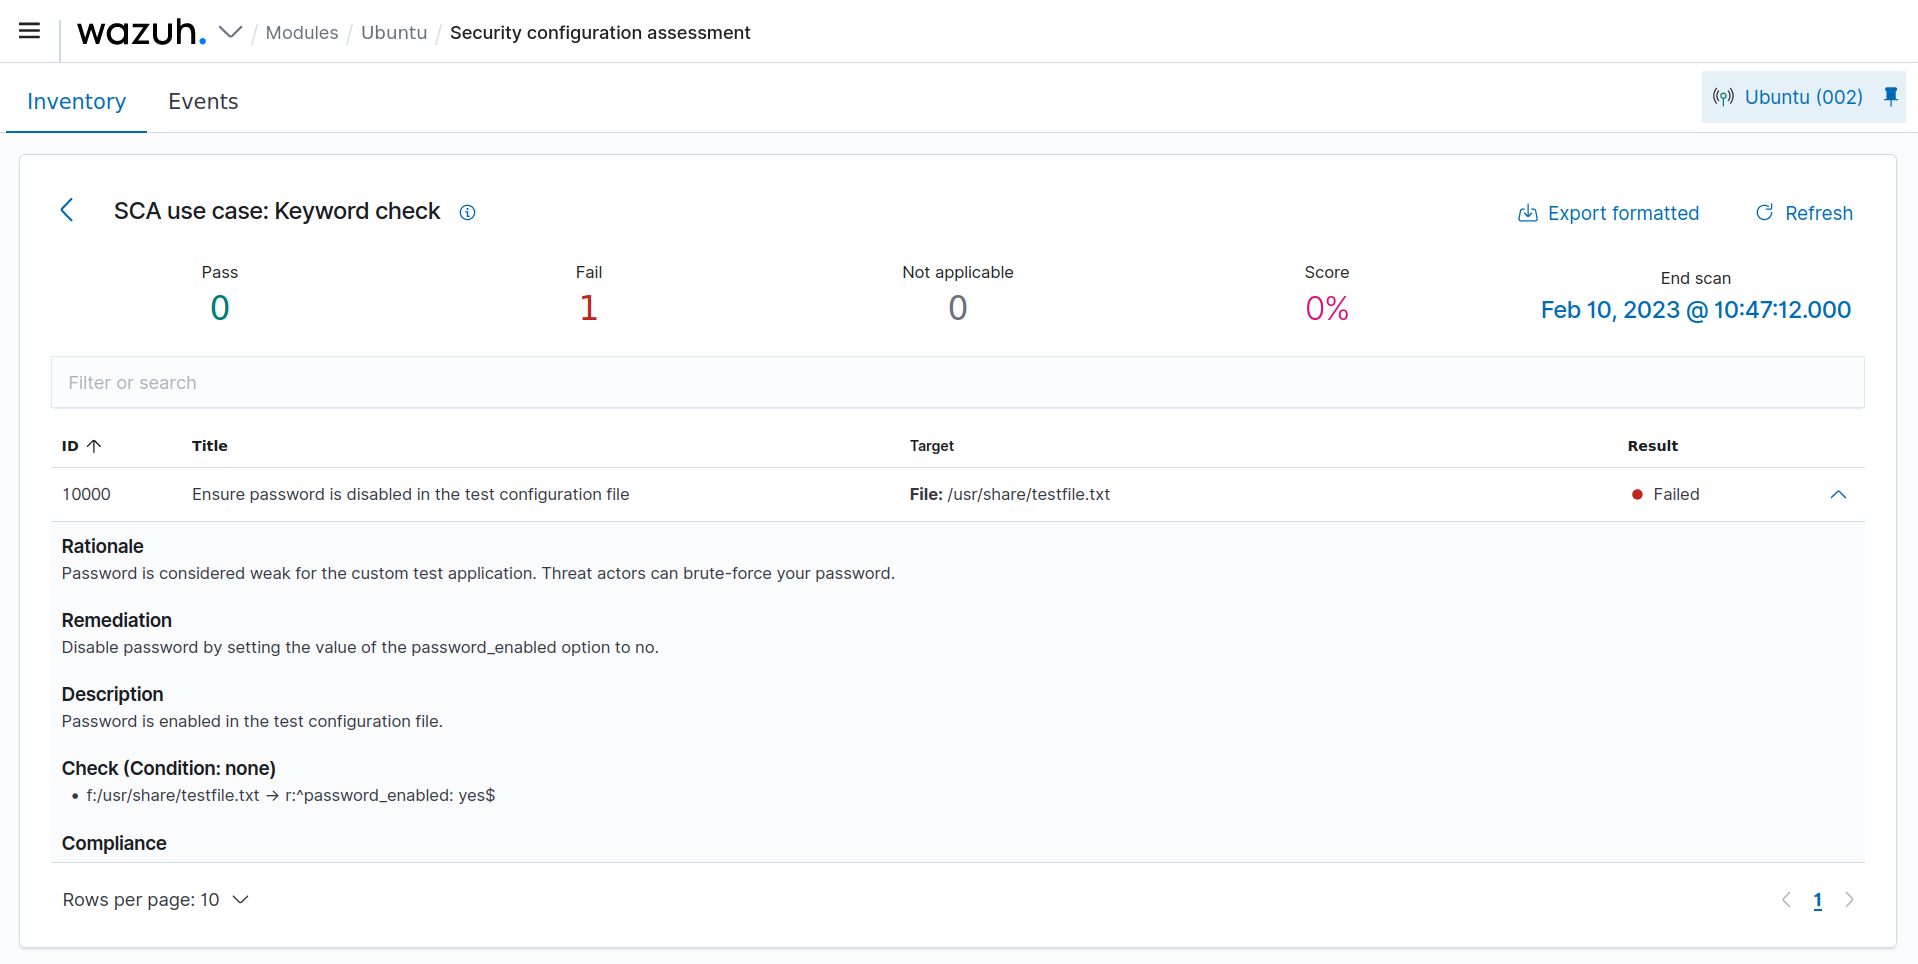 wazuh. / Modules / Ubuntu / Security configuration assessment
Inventory Events Ubuntu (002)
SCA use case: Keyword check Export formatted Refresh
Pass Fail Not applicable Score End scan
0 1 0 0% Feb 10, 2023 @ 10:47:12.000
Filter or search
ID ↑ Title Target Result
10000 Ensure password is disabled in the test configuration file File: /usr/share/testfile.txt Failed
Rationale
Password is considered weak for the custom test application. Threat actors can brute-force your password.
Remediation
Disable password by setting the value of the password_enabled option to no.
Description
Password is enabled in the test configuration file.
Check (Condition: none)
• f:/usr/share/testfile.txt → r:^password_enabled: yes$
Compliance
Rows per page: 10 1